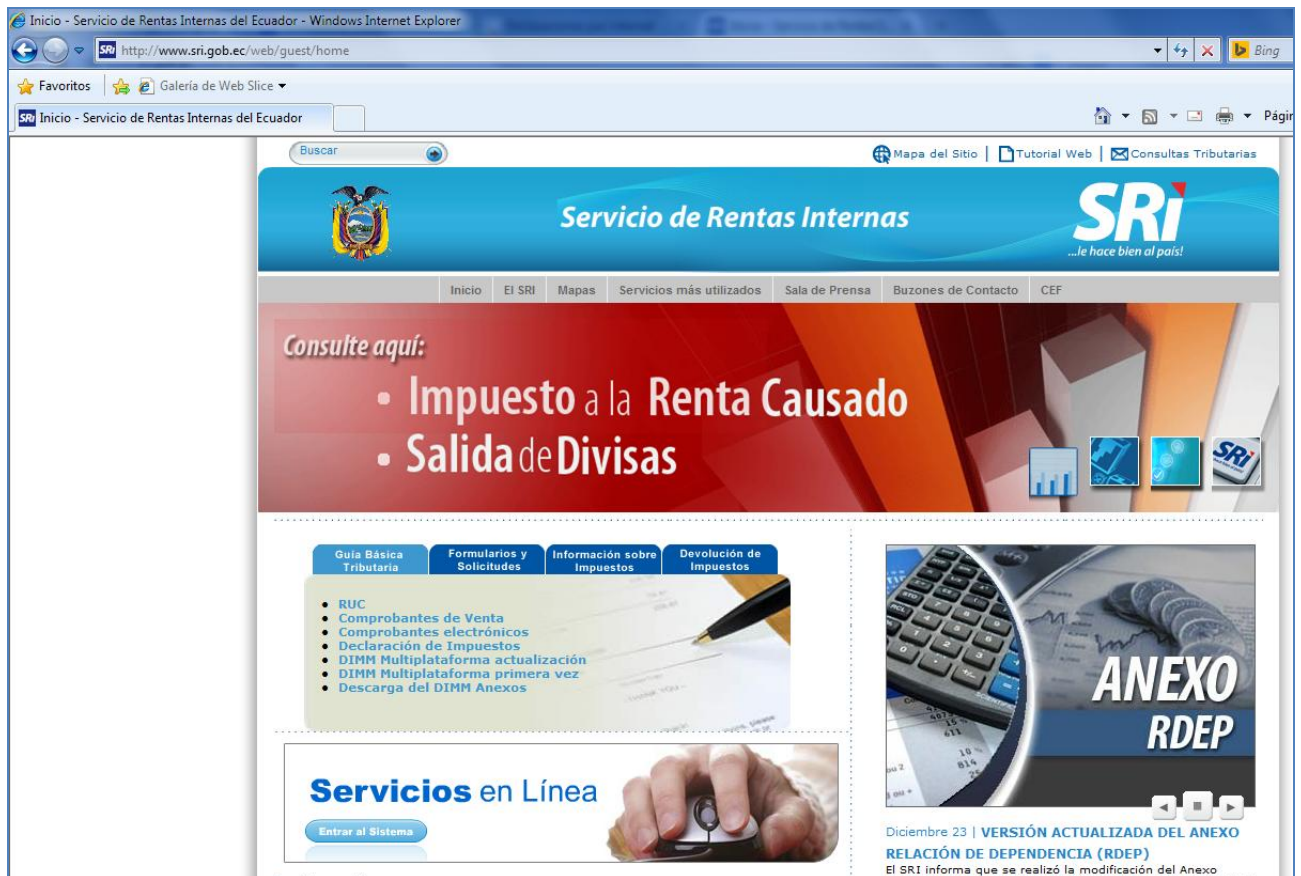 Inicio - Servicio de Rentas Internas del Ecuador - Windows Internet Explorer
SRi http://www.sri.gob.ec/web/guest/home
Bing
Favoritos
Galería de Web Slice
SRi Inicio - Servicio de Rentas Internas del Ecuador
Págin
Buscar
Mapa del Sitio | Tutorial Web | Consultas Tributarias
Servicio de Rentas Internas
SRi
...le hace bien al país!
Inicio El SRI Mapas Servicios más utilizados Sala de Prensa Buzones de Contacto CEF
Consulte aquí:
• Impuesto a la Renta Causado
• Salida de Divisas
SRi
Guía Básica Tributaria
Formularios y Solicitudes
Información sobre Impuestos
Devolución de Impuestos
• RUC
• Comprobantes de Venta
• Comprobantes electrónicos
• Declaración de Impuestos
• DIMM Multiplataforma actualización
• DIMM Multiplataforma primera vez
• Descarga del DIMM Anexos
Servicios en Línea
Entrar al Sistema
ANEXO
RDEP
Diciembre 23 | VERSIÓN ACTUALIZADA DEL ANEXO
RELACIÓN DE DEPENDENCIA (RDEP)
El SRI informa que se realizó la modificación del Anexo